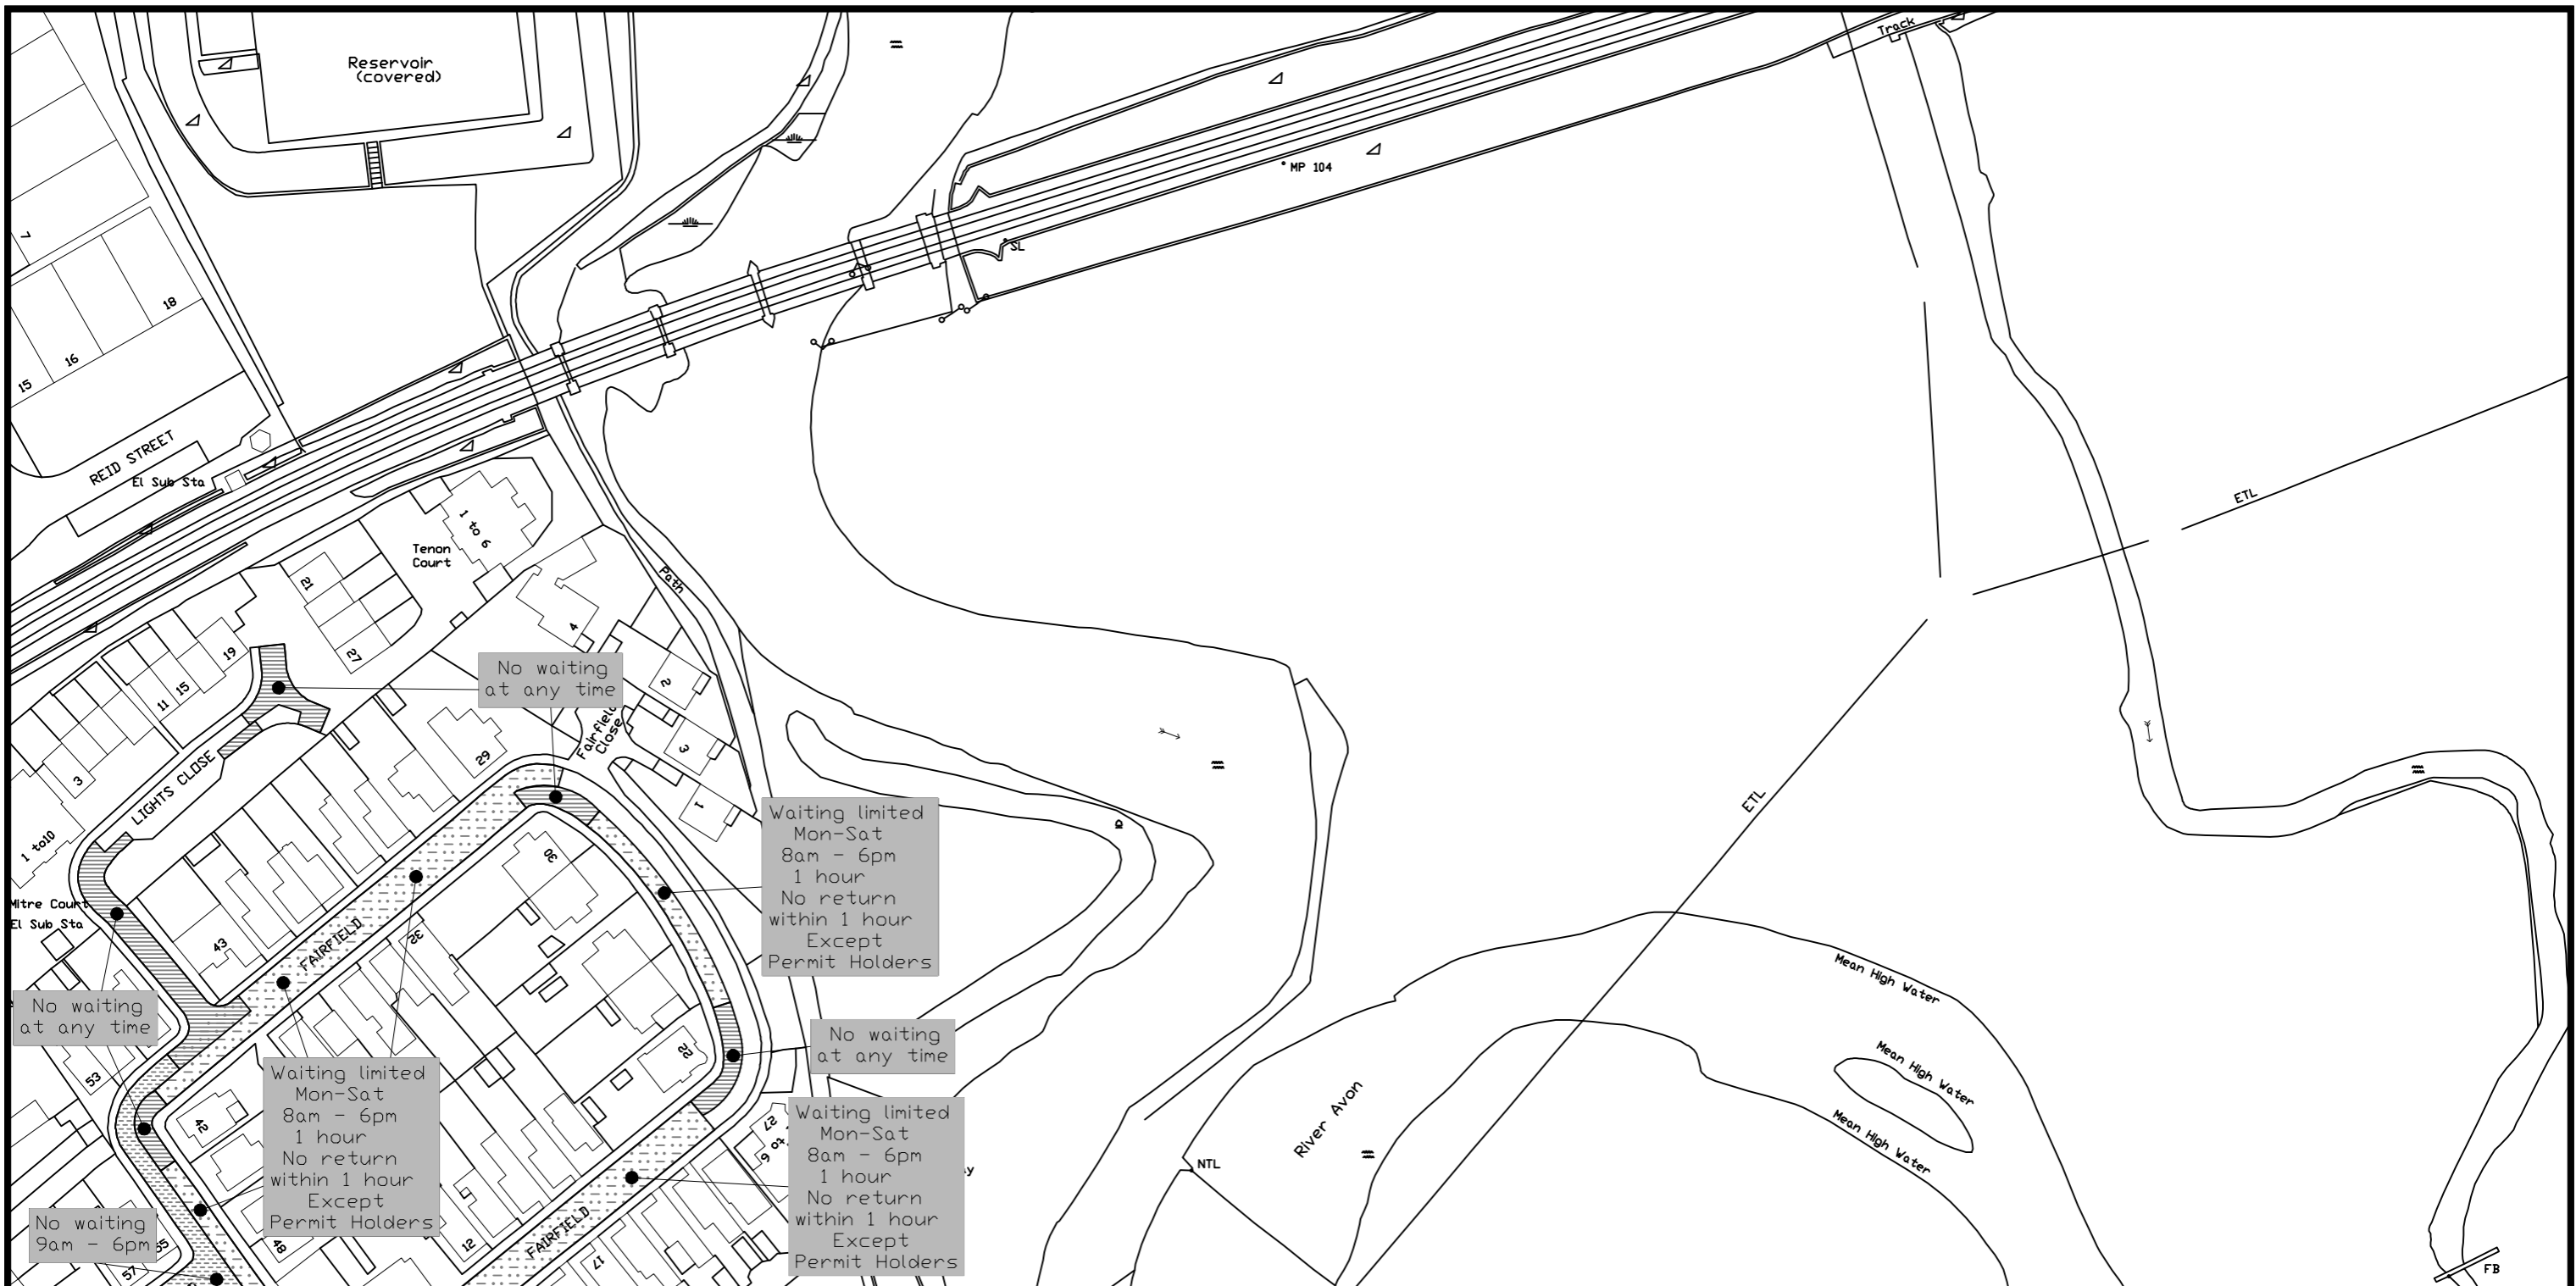 Track
Reservoir
(covered)
MP 104
7
SL
18
16
15
REID STREET
El Sub Sta
ETL
1 to 6
Tenon
Court
Path
21
4
27
19
2
No waiting
at any time
15
11
Fairfield
Close
3
29
3
LIGHTS CLOSE
1
ETL
Waiting limited
Mon-Sat
8am - 6pm
1 hour
No return
within 1 hour
Except
Permit Holders
1 to10
30
Mitre Court
El Sub Sta
43
FAIRFIELD
32
Mean High Water
No waiting
at any time
No waiting
at any time
22
Mean High Water
53
Waiting limited
Mon-Sat
8am - 6pm
1 hour
No return
within 1 hour
Except
Permit Holders
42
River Avon
Mean High Water
Waiting limited
Mon-Sat
8am - 6pm
1 hour
No return
within 1 hour
Except
Permit Holders
27
to 9
NTL
No waiting
9am - 6pm
55
57
48
12
FAIRFIELD
17
FB